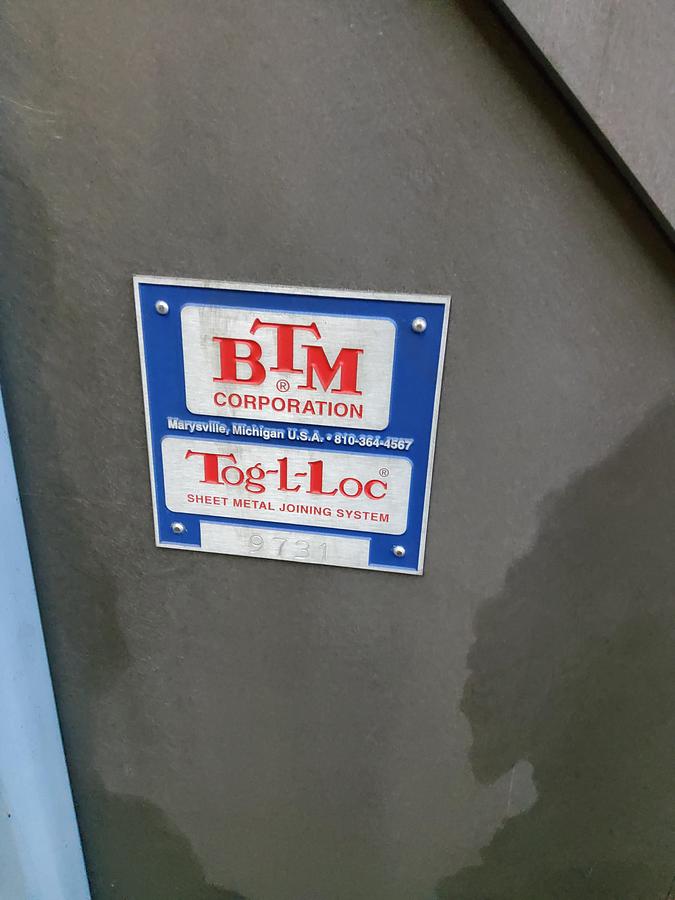 BTM
®
CORPORATION
Marysville, Michigan U.S.A. • 810-364-4567
Tog-L-Loc ®
SHEET METAL JOINING SYSTEM
9731